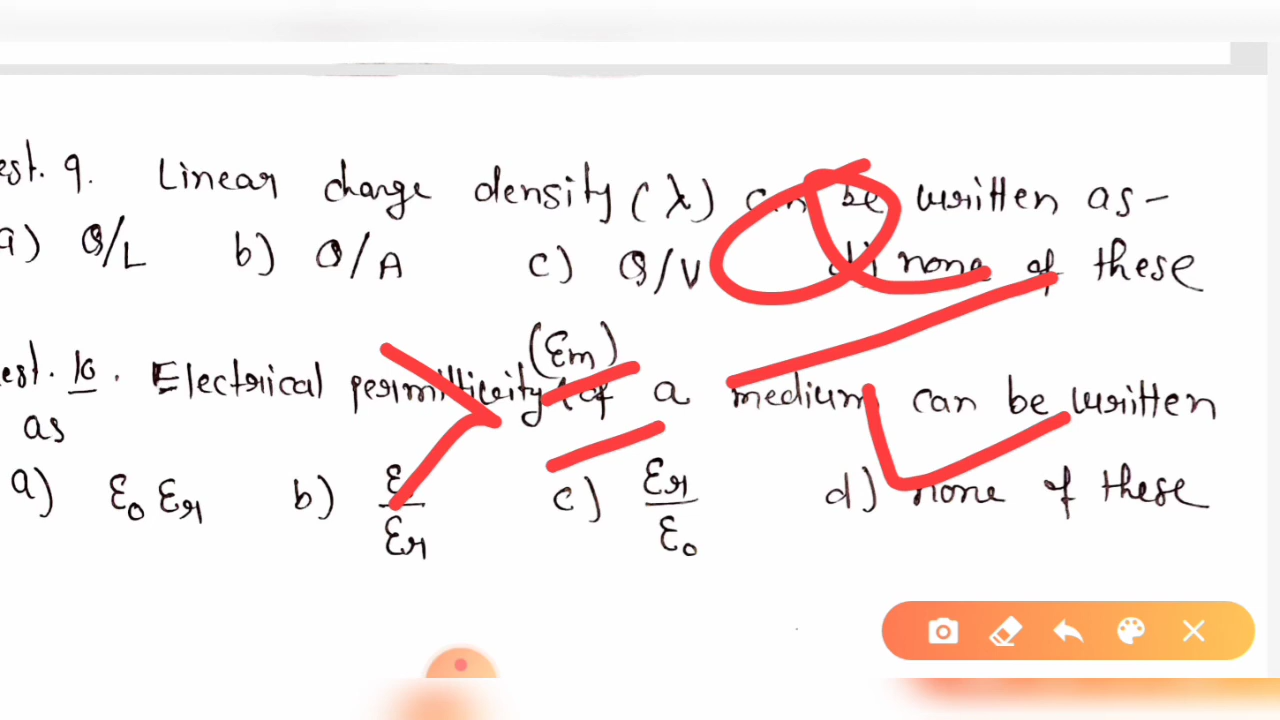 est. 9. Linear charge density (λ) can be written as-
a) Q/L b) Q/A c) Q/V d) none of these
(εm)
est. 10. Electrical permitticity (of a medium can be written
as
a) ε₀ εr b) ε/εr c) εr/ε₀ d) none of these